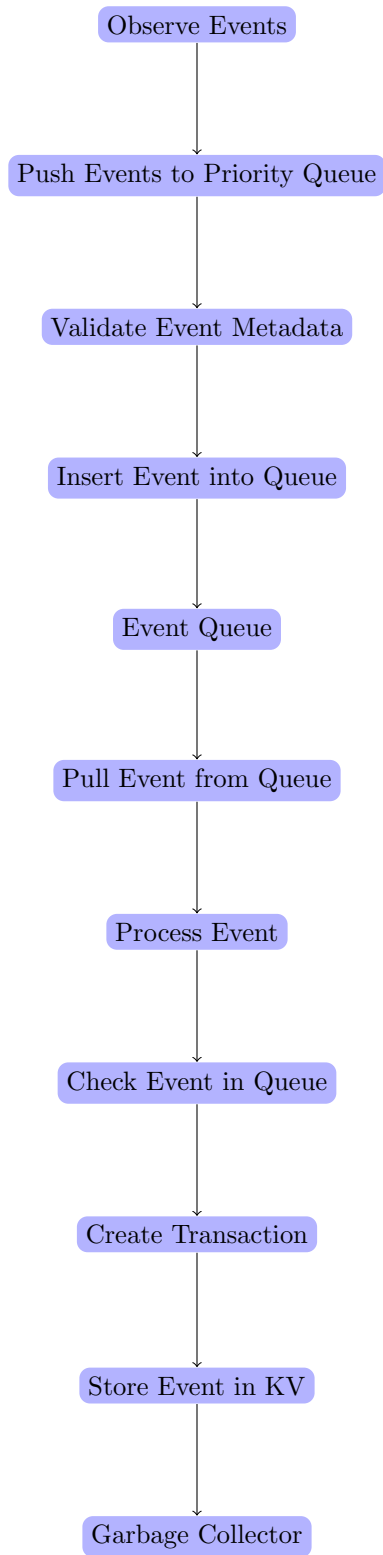 Observe Events
Push Events to Priority Queue
Validate Event Metadata
Insert Event into Queue
Event Queue
Pull Event from Queue
Process Event
Check Event in Queue
Create Transaction
Store Event in KV
Garbage Collector